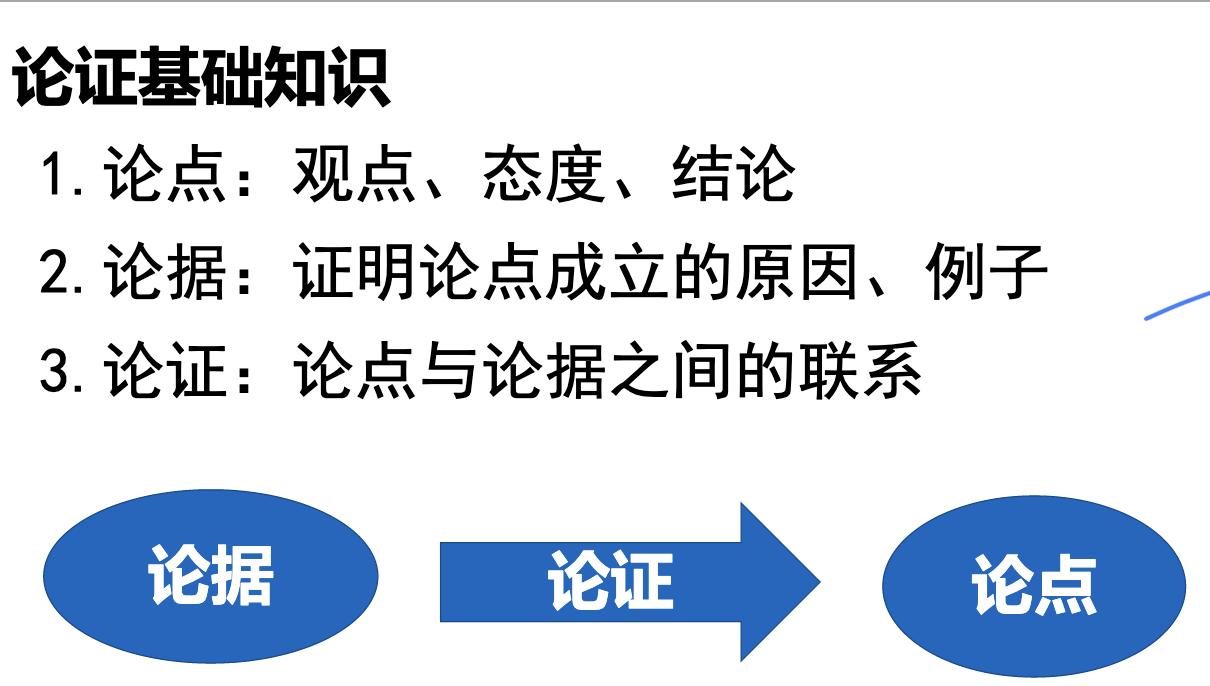 论证基础知识
1.论点：观点、态度、结论
2.论据：证明论点成立的原因、例子
3.论证：论点与论据之间的联系
论据
论证
论点